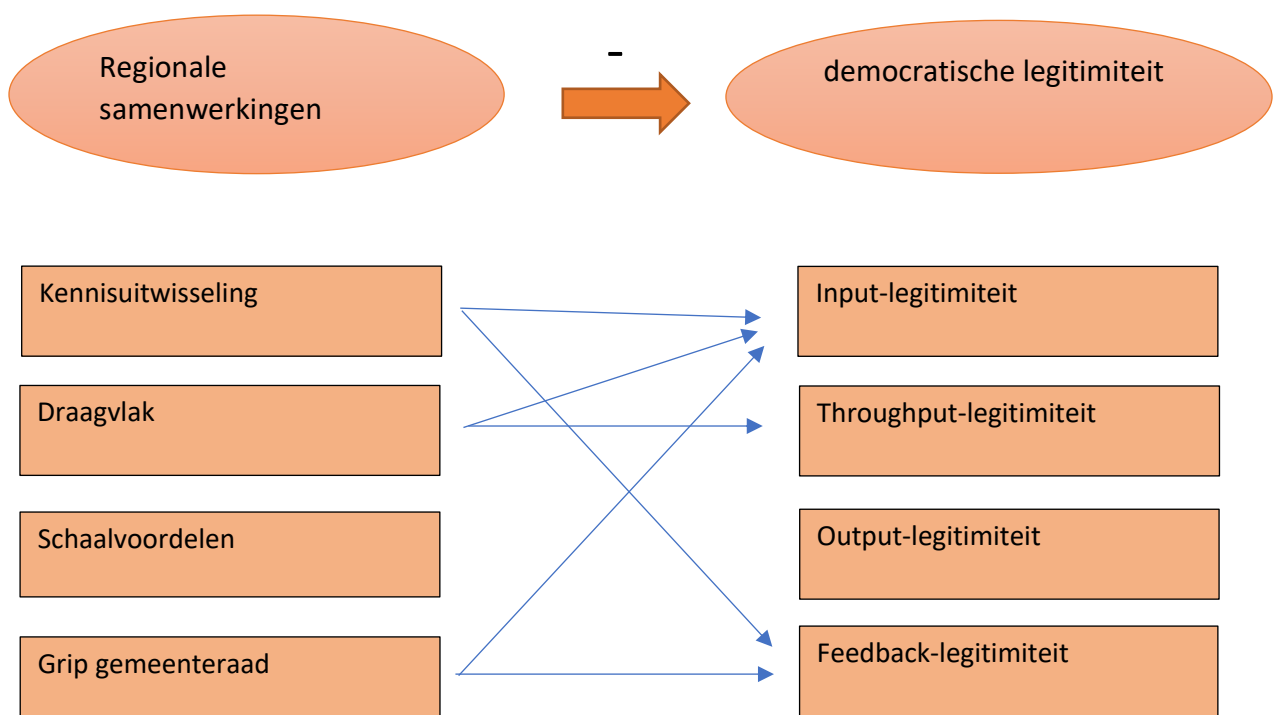 Regionale
samenwerkingen
-
democratische legitimiteit
Kennisuitwisseling
Input-legitimiteit
Draagvlak
Throughput-legitimiteit
Schaalvoordelen
Output-legitimiteit
Grip gemeenteraad
Feedback-legitimiteit